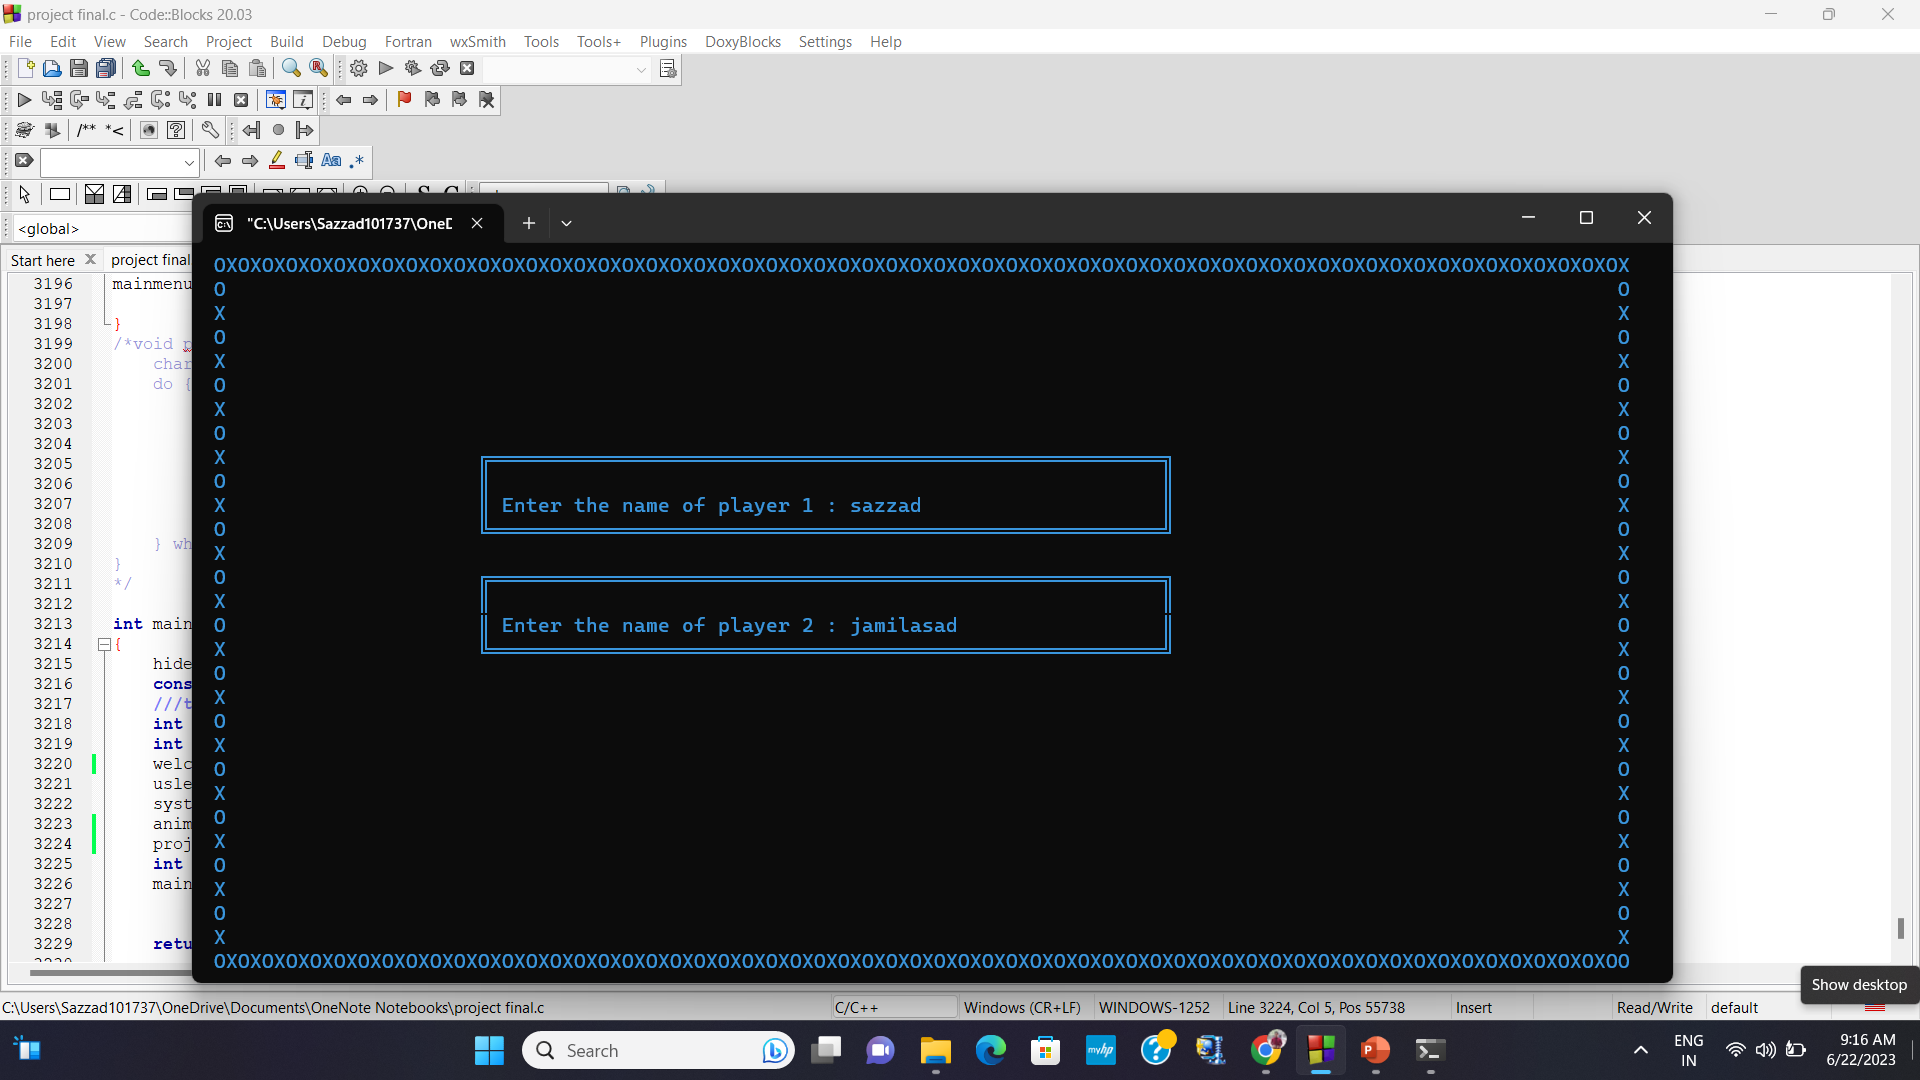 project final.c - Code::Blocks 20.03
File Edit View Search Project Build Debug Fortran wxSmith Tools Tools+ Plugins DoxyBlocks Settings Help
/** *<
Aa .*
<global>
"C:\Users\Sazzad101737\OneD
Start here project final
3196 mainmenu
3197
3198 }
3199 /*void p
3200 char
3201 do {
3202
3203
3204
3205
3206
3207
3208
3209 } wh
3210 }
3211 */
3212
3213 int main
3214 {
3215 hide
3216 cons
3217 ///t
3218 int
3219 int
3220 welc
3221 usle
3222 syst
3223 anim
3224 proj
3225 int
3226 main
3227
3228
3229 retu
Enter the name of player 1 : sazzad
Enter the name of player 2 : jamilasad
Show desktop
C:\Users\Sazzad101737\OneDrive\Documents\OneNote Notebooks\project final.c C/C++ Windows (CR+LF) WINDOWS-1252 Line 3224, Col 5, Pos 55738 Insert Read/Write default
Search
myhp
ENG
IN
9:16 AM
6/22/2023